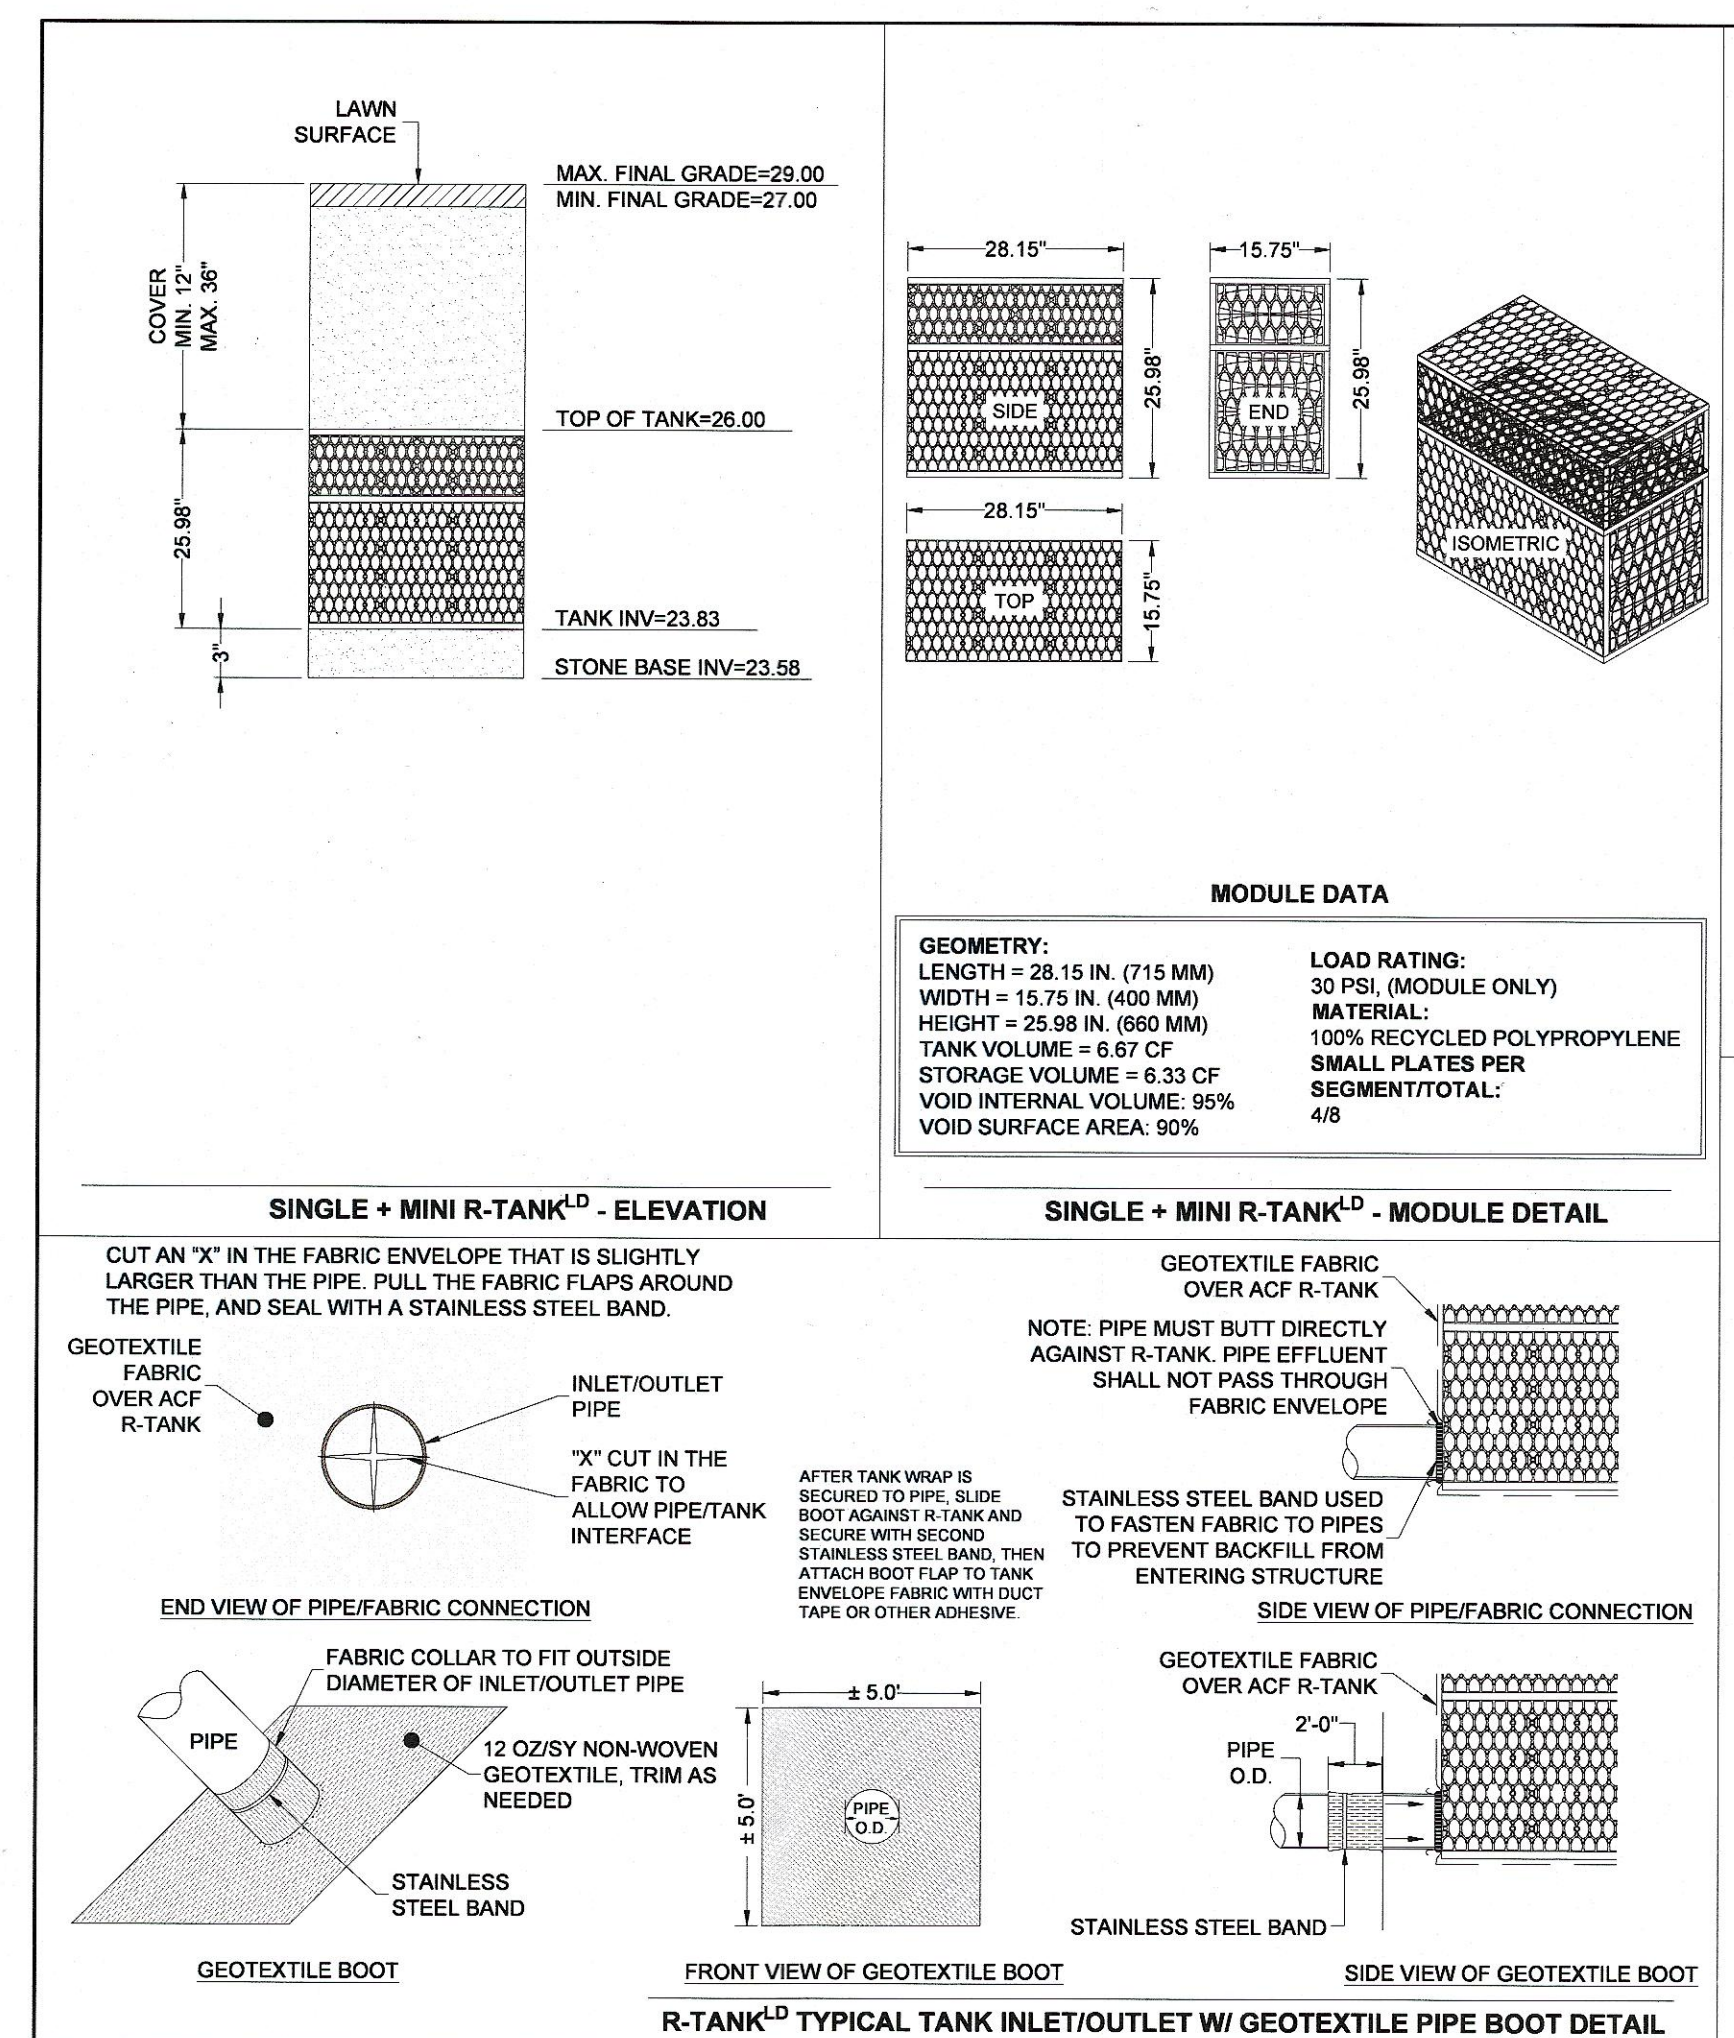 LAWN
SURFACE
MAX. FINAL GRADE=29.00
MIN. FINAL GRADE=27.00
COVER
MIN. 12"
MAX. 36"
TOP OF TANK=26.00
25.98"
TANK INV=23.83
3"
STONE BASE INV=23.58
SINGLE + MINI R-TANKLD - ELEVATION
28.15"
15.75"
SIDE
25.98"
END
25.98"
28.15"
TOP
15.75"
ISOMETRIC
MODULE DATA
GEOMETRY:
LENGTH = 28.15 IN. (715 MM)
WIDTH = 15.75 IN. (400 MM)
HEIGHT = 25.98 IN. (660 MM)
TANK VOLUME = 6.67 CF
STORAGE VOLUME = 6.33 CF
VOID INTERNAL VOLUME: 95%
VOID SURFACE AREA: 90%
LOAD RATING:
30 PSI, (MODULE ONLY)
MATERIAL:
100% RECYCLED POLYPROPYLENE
SMALL PLATES PER
SEGMENT/TOTAL:
4/8
SINGLE + MINI R-TANKLD - MODULE DETAIL
CUT AN "X" IN THE FABRIC ENVELOPE THAT IS SLIGHTLY
LARGER THAN THE PIPE. PULL THE FABRIC FLAPS AROUND
THE PIPE, AND SEAL WITH A STAINLESS STEEL BAND.
GEOTEXTILE
FABRIC
OVER ACF
R-TANK
INLET/OUTLET
PIPE
"X" CUT IN THE
FABRIC TO
ALLOW PIPE/TANK
INTERFACE
END VIEW OF PIPE/FABRIC CONNECTION
AFTER TANK WRAP IS
SECURED TO PIPE, SLIDE
BOOT AGAINST R-TANK AND
SECURE WITH SECOND
STAINLESS STEEL BAND, THEN
ATTACH BOOT FLAP TO TANK
ENVELOPE FABRIC WITH DUCT
TAPE OR OTHER ADHESIVE.
GEOTEXTILE FABRIC
OVER ACF R-TANK
NOTE: PIPE MUST BUTT DIRECTLY
AGAINST R-TANK. PIPE EFFLUENT
SHALL NOT PASS THROUGH
FABRIC ENVELOPE
STAINLESS STEEL BAND USED
TO FASTEN FABRIC TO PIPES
TO PREVENT BACKFILL FROM
ENTERING STRUCTURE
SIDE VIEW OF PIPE/FABRIC CONNECTION
FABRIC COLLAR TO FIT OUTSIDE
DIAMETER OF INLET/OUTLET PIPE
PIPE
12 OZ/SY NON-WOVEN
GEOTEXTILE, TRIM AS
NEEDED
STAINLESS
STEEL BAND
GEOTEXTILE BOOT
± 5.0'
± 5.0'
PIPE
O.D.
FRONT VIEW OF GEOTEXTILE BOOT
GEOTEXTILE FABRIC
OVER ACF R-TANK
2'-0"
PIPE
O.D.
STAINLESS STEEL BAND
SIDE VIEW OF GEOTEXTILE BOOT
R-TANKLD TYPICAL TANK INLET/OUTLET W/ GEOTEXTILE PIPE BOOT DETAIL